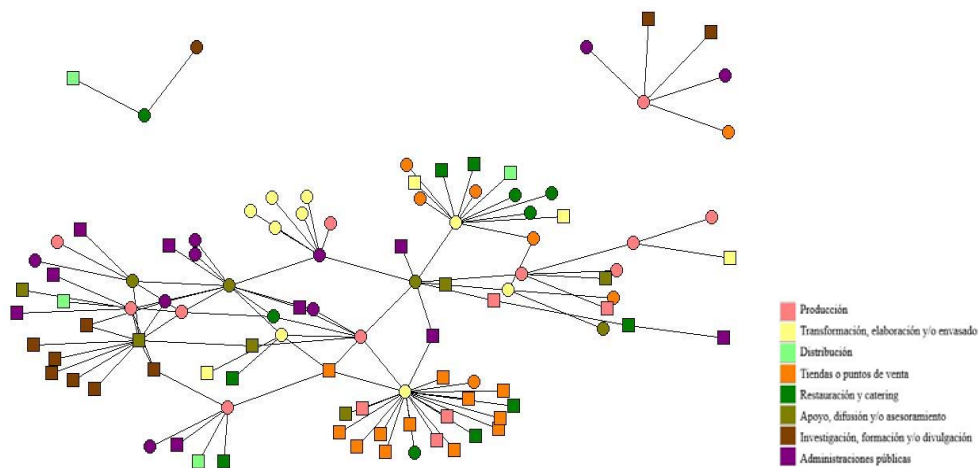 Producción
Transformación, elaboración y/o envasado
Distribución
Tiendas o puntos de venta
Restauración y catering
Apoyo, difusión y/o asesoramiento
Investigación, formación y/o divulgación
Administraciones públicas